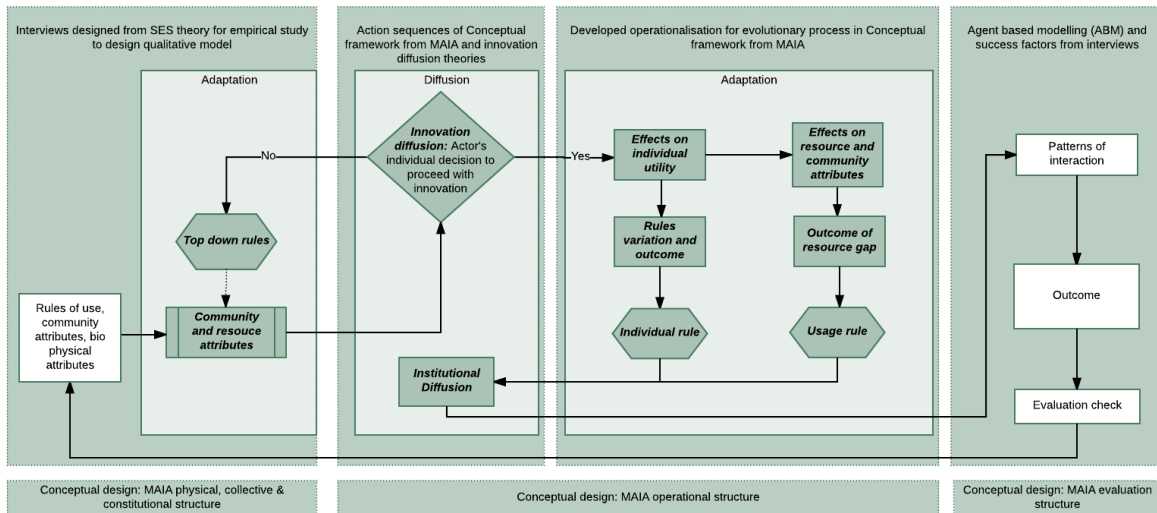 Interviews designed from SES theory for empirical study
to design qualitative model
Adaptation
No
Top down rules
Rules of use,
community
attributes, bio
physical
attributes
Community
and resouce
attributes
Action sequences of Conceptual
framework from MAIA and innovation
diffusion theories
Diffusion
Innovation
diffusion: Actor's
individual decision to
proceed with
innovation
Institutional
Diffusion
Developed operationalisation for evolutionary process in Conceptual
framework from MAIA
Adaptation
Yes
Effects on
individual
utility
Effects on
resource and
community
attributes
Rules
variation and
outcome
Outcome of
resource gap
Individual rule
Usage rule
Agent based modelling (ABM) and
success factors from interviews
Patterns of
interaction
Outcome
Evaluation check
Conceptual design: MAIA physical, collective &
constitutional structure
Conceptual design: MAIA operational structure
Conceptual design: MAIA evaluation
structure